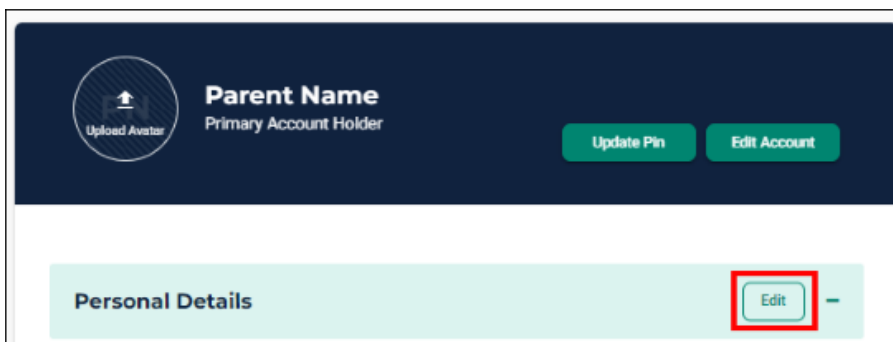 Parent Name
Primary Account Holder
Upload Avatar
Update Pin
Edit Account
Personal Details
Edit